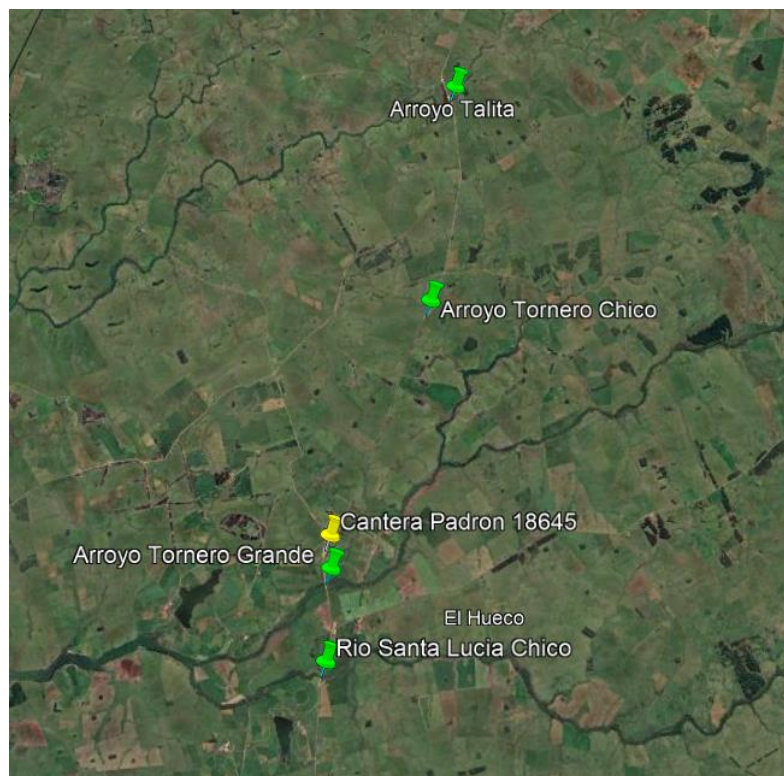 Arroyo Talita
Arroyo Tornero Chico
Cantera Padron 18645
Arroyo Tornero Grande
El Hueco
Rio Santa Lucia Chico